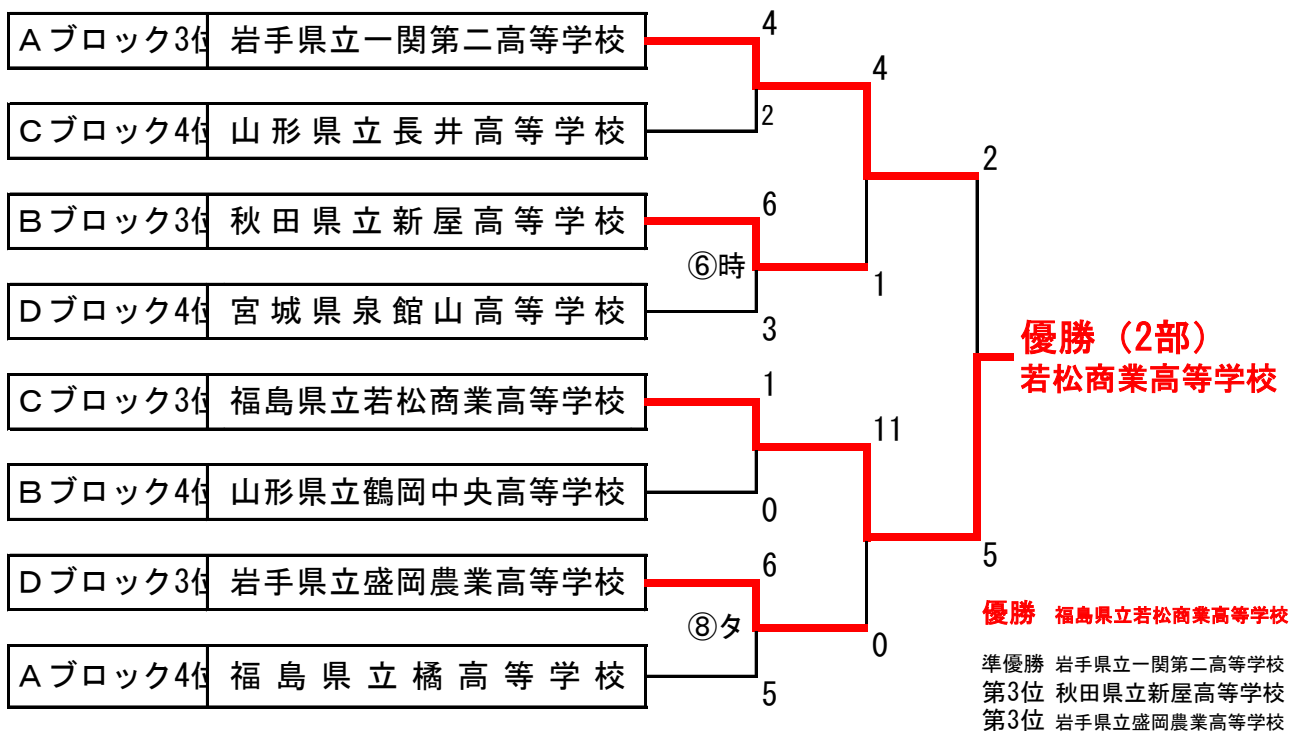 Aブロック3位 岩手県立一関第二高等学校
4
4
Cブロック4位 山形県立長井高等学校
2
2
Bブロック3位 秋田県立新屋高等学校
6
⑥時
1
Dブロック4位 宮城県泉館山高等学校
3
優勝（2部）
若松商業高等学校
Cブロック3位 福島県立若松商業高等学校
1
11
Bブロック4位 山形県立鶴岡中央高等学校
0
5
Dブロック3位 岩手県立盛岡農業高等学校
6
⑧タ
0
Aブロック4位 福島県立橘高等学校
5
優勝 福島県立若松商業高等学校
準優勝 岩手県立一関第二高等学校
第3位 秋田県立新屋高等学校
第3位 岩手県立盛岡農業高等学校